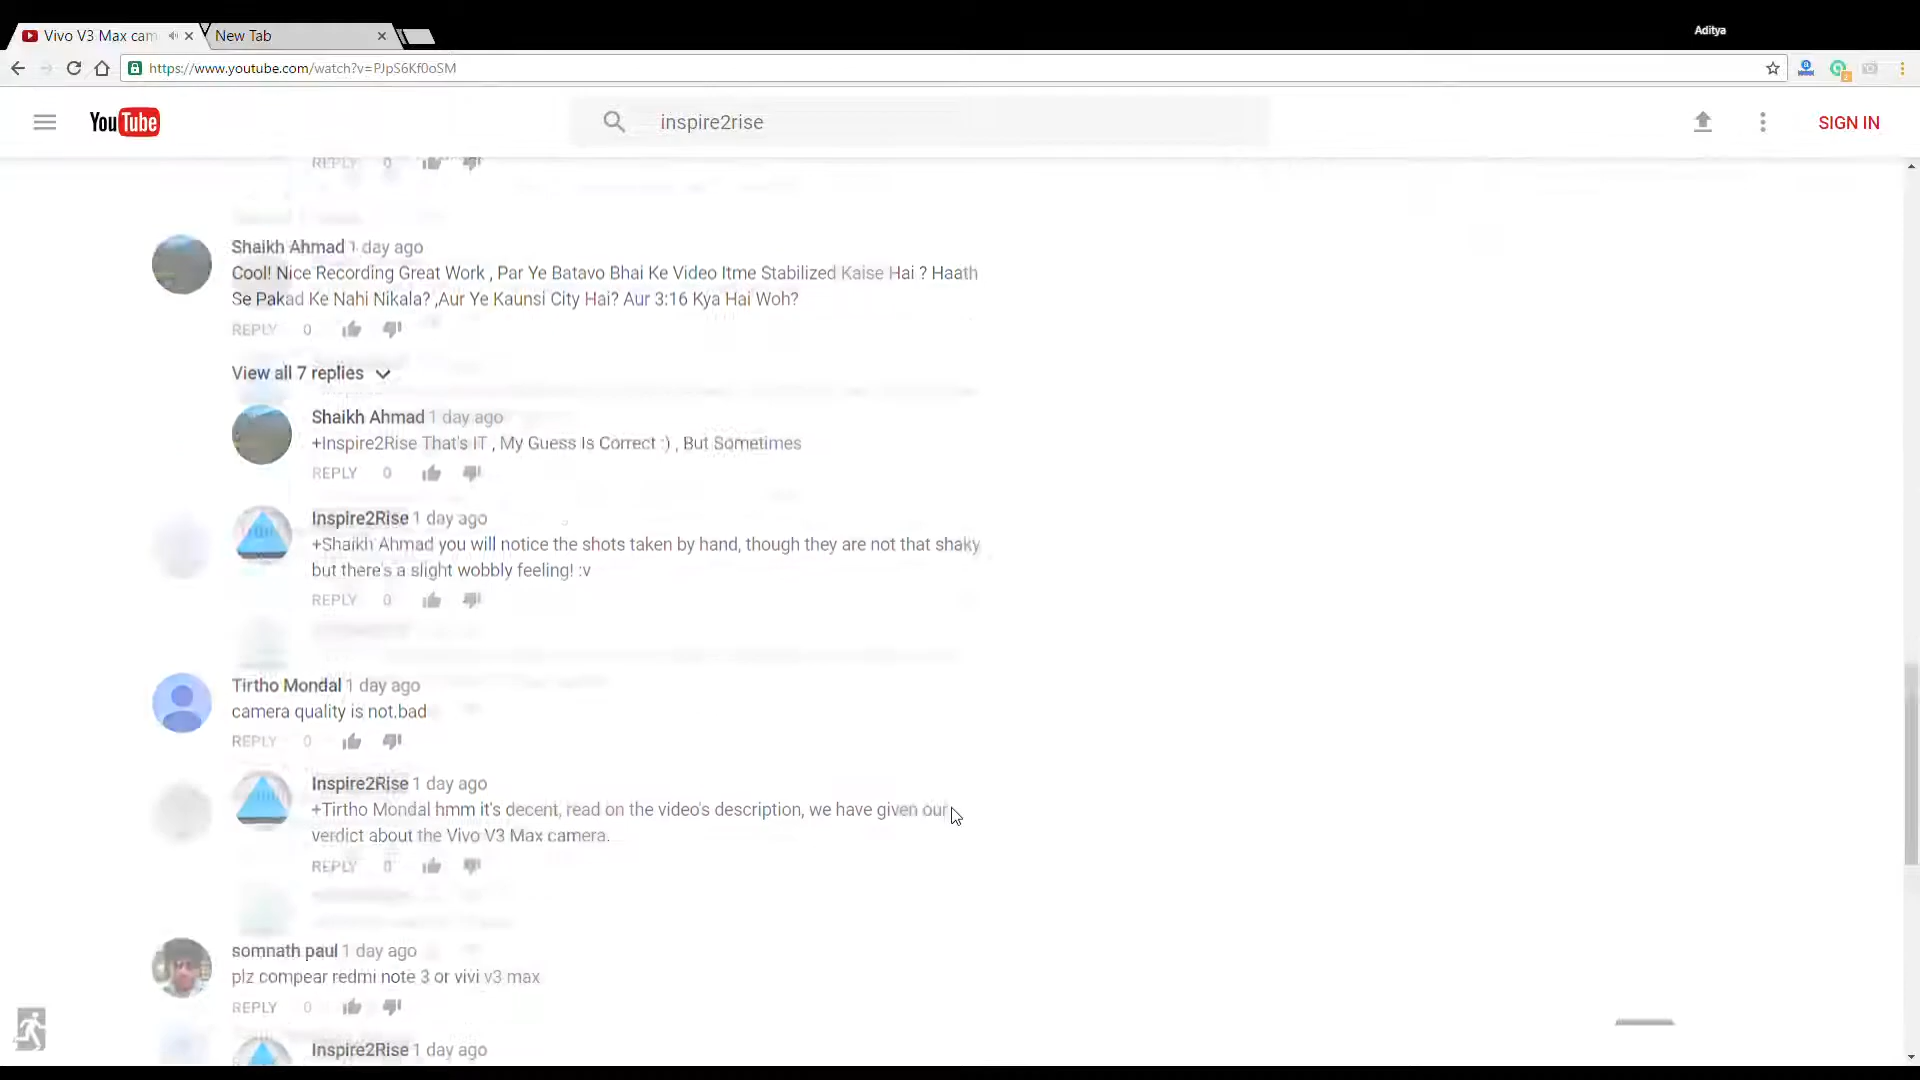 Vivo V3 Max cam
New Tab
Aditya
https://www.youtube.com/watch?v=PJpS6Kf0oSM
YouTube
inspire2rise
SIGN IN
REPLY 0
Shaikh Ahmad 1 day ago
Cool! Nice Recording Great Work , Par Ye Batavo Bhai Ke Video Itme Stabilized Kaise Hai ? Haath
Se Pakad Ke Nahi Nikala? ,Aur Ye Kaunsi City Hai? Aur 3:16 Kya Hai Woh?
REPLY 0
View all 7 replies
Shaikh Ahmad 1 day ago
+Inspire2Rise That's IT , My Guess Is Correct :) , But Sometimes
REPLY 0
Inspire2Rise 1 day ago
+Shaikh Ahmad you will notice the shots taken by hand, though they are not that shaky
but there's a slight wobbly feeling! :v
REPLY 0
Tirtho Mondal 1 day ago
camera quality is not.bad
REPLY 0
Inspire2Rise 1 day ago
+Tirtho Mondal hmm it's decent, read on the video's description, we have given our
verdict about the Vivo V3 Max camera.
REPLY 0
somnath paul 1 day ago
plz compear redmi note 3 or vivi v3 max
REPLY 0
Inspire2Rise 1 day ago